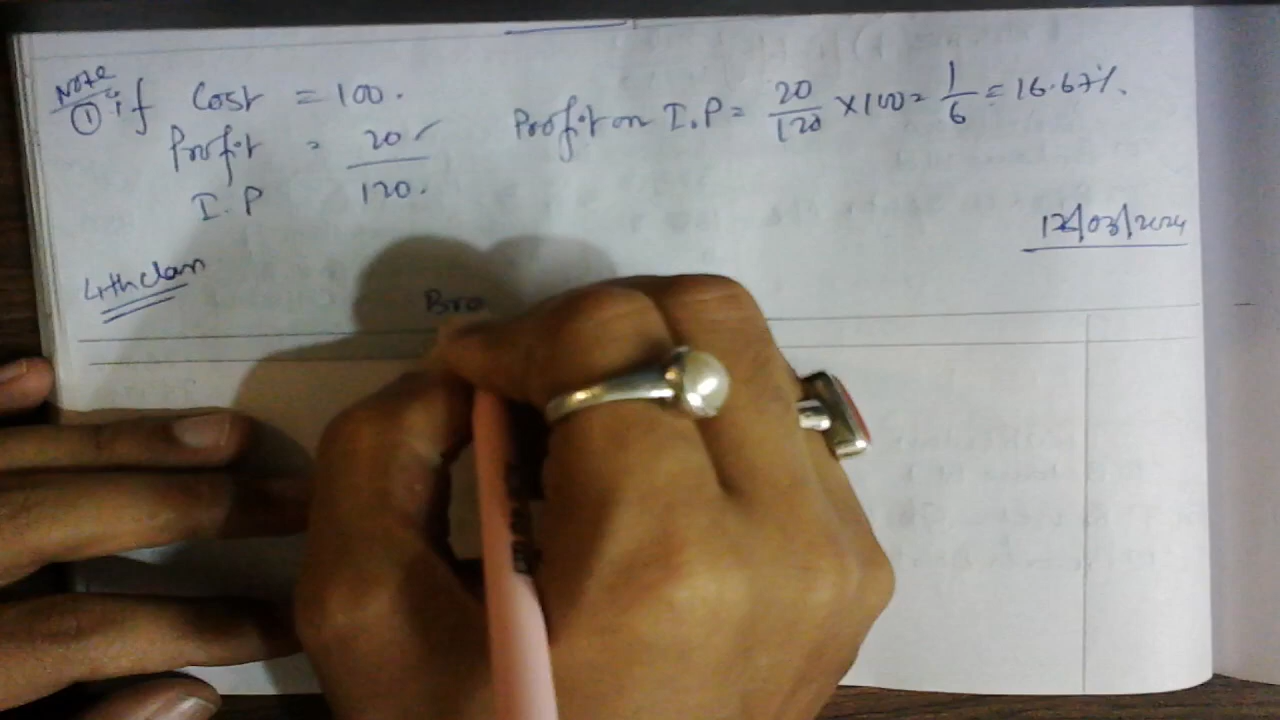 Note
① if Cost = 100.
Profit = 20
I.P 120.
Profit on I.P = 20/120 × 100 = 1/6 = 16.67%.
12/03/2024
4th class
Bra